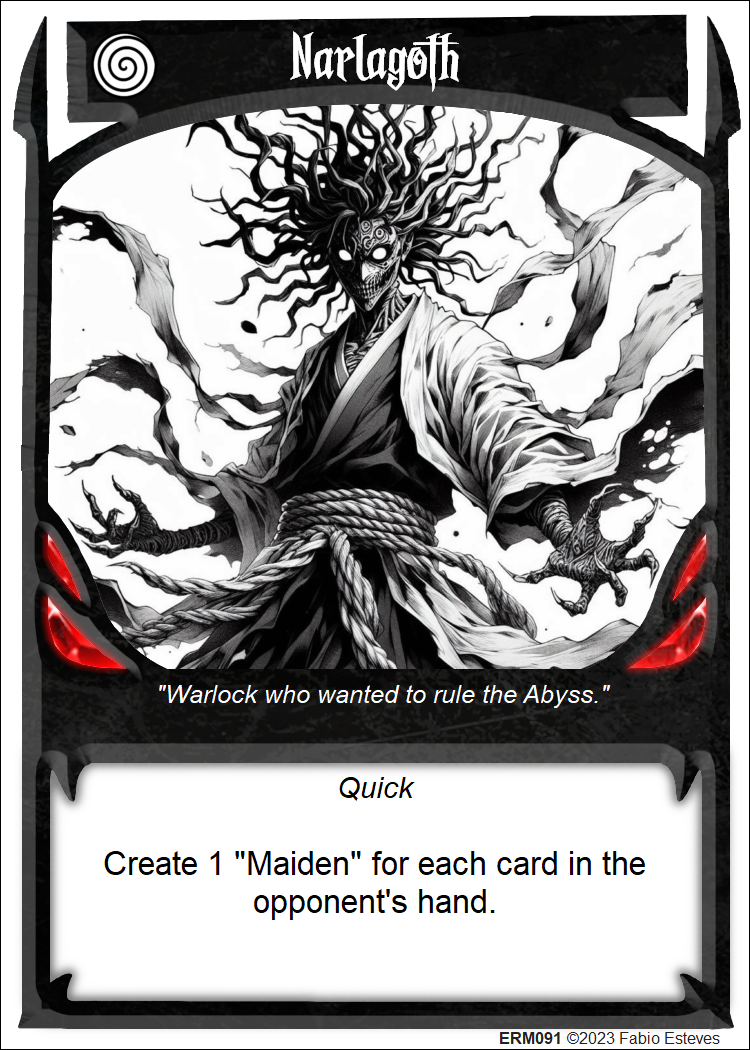 Narlagoth
"Warlock who wanted to rule the Abyss."
Quick
Create 1 "Maiden" for each card in the
opponent's hand.
ERM091 ©2023 Fabio Esteves